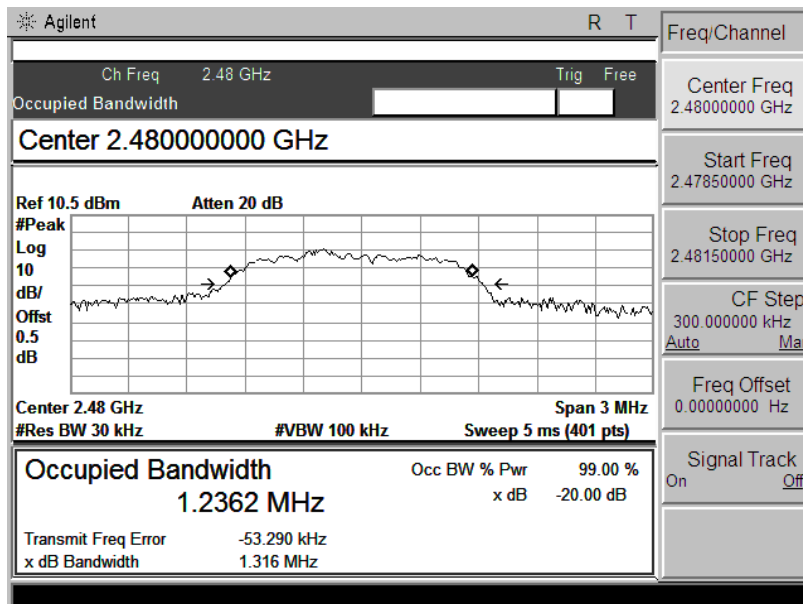 Agilent
R T
Ch Freq 2.48 GHz Trig Free
Occupied Bandwidth
Center 2.480000000 GHz
Ref 10.5 dBm Atten 20 dB
#Peak
Log
10
dB/
Offst
0.5
dB
Center 2.48 GHz Span 3 MHz
#Res BW 30 kHz #VBW 100 kHz Sweep 5 ms (401 pts)
Occupied Bandwidth
1.2362 MHz
Occ BW % Pwr 99.00 %
x dB -20.00 dB
Transmit Freq Error -53.290 kHz
x dB Bandwidth 1.316 MHz
Freq/Channel
Center Freq
2.48000000 GHz
Start Freq
2.47850000 GHz
Stop Freq
2.48150000 GHz
CF Step
300.000000 kHz
Auto Ma
Freq Offset
0.00000000 Hz
Signal Track
On Off